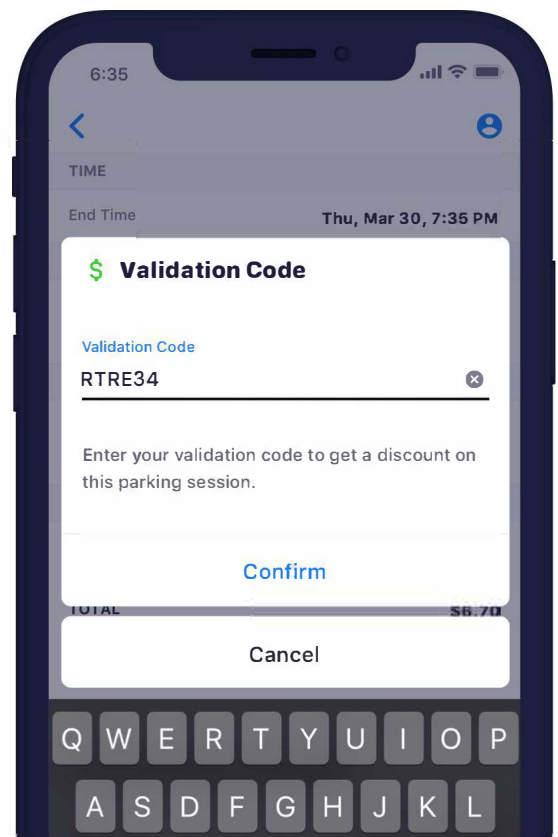 6:35
TIME
End Time Thu, Mar 30, 7:35 PM
$ Validation Code
Validation Code
RTRE34
Enter your validation code to get a discount on
this parking session.
Confirm
TOTAL $6.70
Cancel
Q W E R T Y U I O P
A S D F G H J K L